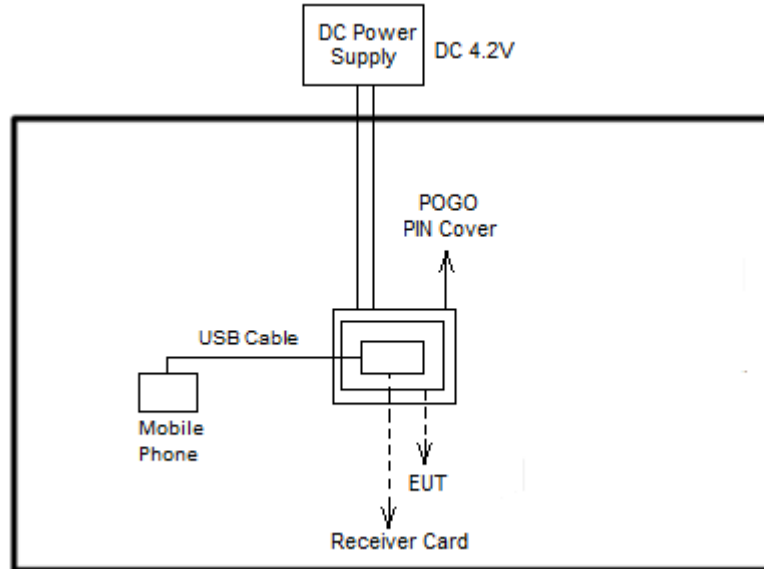 DC Power
Supply
DC 4.2V
POGO
PIN Cover
USB Cable
Mobile
Phone
EUT
Receiver Card